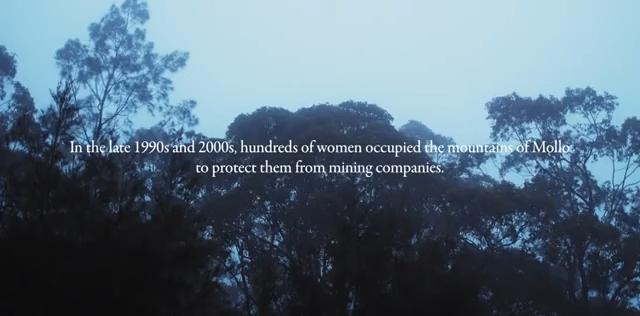 In the late 1990s and 2000s, hundreds of women occupied the mountains of Mollo
to protect them from mining companies.